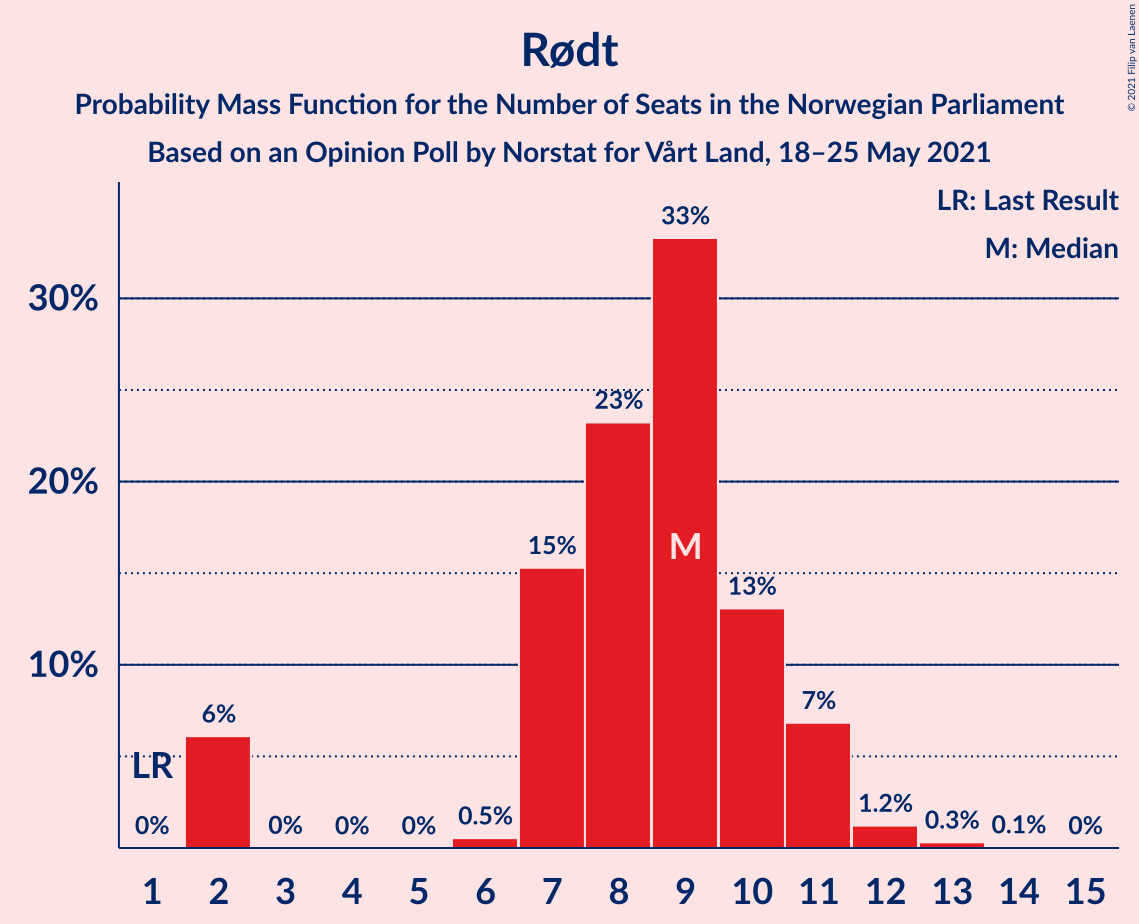 Rødt
Probability Mass Function for the Number of Seats in the Norwegian Parliament
Based on an Opinion Poll by Norstat for Vårt Land, 18–25 May 2021
© 2021 Filip van Laenen
LR: Last Result
M: Median
30%
20%
10%
33%
23%
15%
13%
7%
6%
1.2%
0.5%
0.3%
0.1%
0%
0%
0%
0%
0%
LR
M
1 2 3 4 5 6 7 8 9 10 11 12 13 14 15